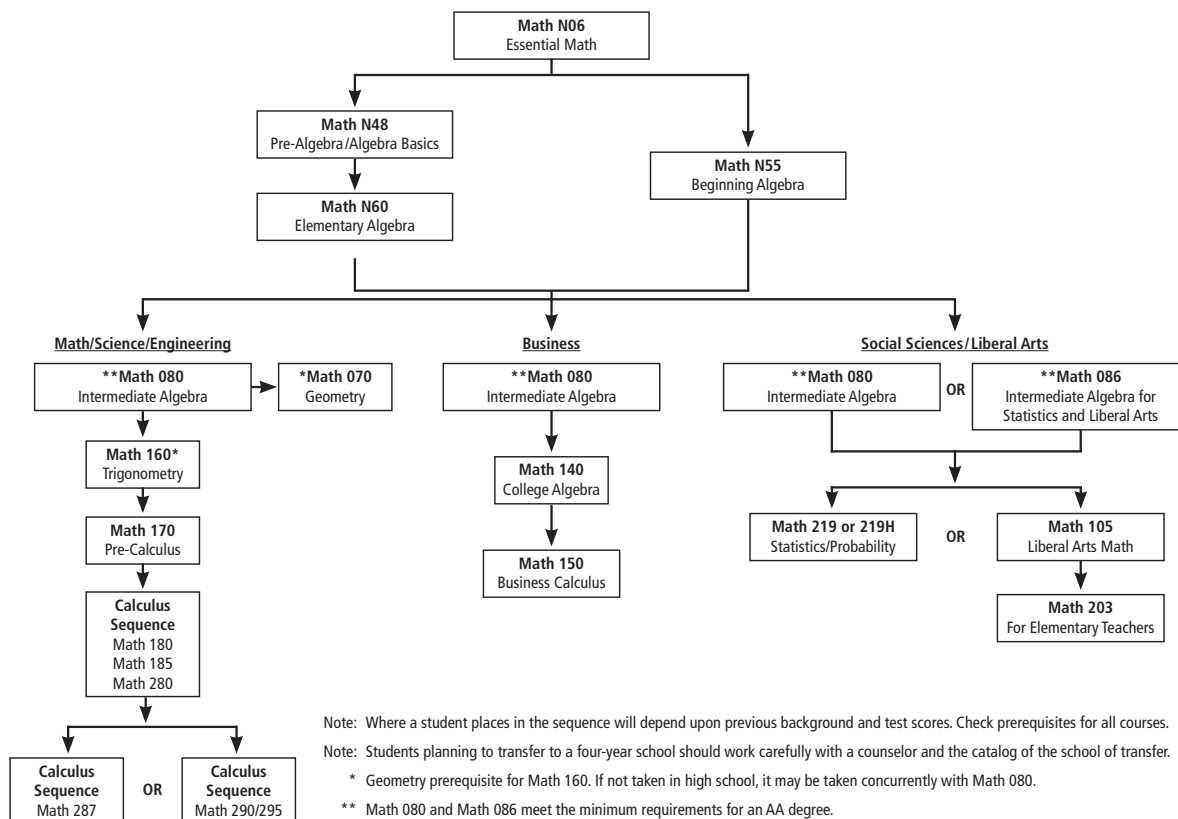 Math N06
Essential Math
Math N48
Pre-Algebra/Algebra Basics
Math N55
Beginning Algebra
Math N60
Elementary Algebra
Math/Science/Engineering
Business
Social Sciences/Liberal Arts
**Math 080
Intermediate Algebra
*Math 070
Geometry
**Math 080
Intermediate Algebra
**Math 080
Intermediate Algebra
OR
**Math 086
Intermediate Algebra for
Statistics and Liberal Arts
Math 160*
Trigonometry
Math 140
College Algebra
Math 170
Pre-Calculus
Math 219 or 219H
Statistics/Probability
OR
Math 105
Liberal Arts Math
Math 150
Business Calculus
Calculus
Sequence
Math 180
Math 185
Math 280
Math 203
For Elementary Teachers
Calculus
Sequence
Math 287
OR
Calculus
Sequence
Math 290/295
Note: Where a student places in the sequence will depend upon previous background and test scores. Check prerequisites for all courses.
Note: Students planning to transfer to a four-year school should work carefully with a counselor and the catalog of the school of transfer.
* Geometry prerequisite for Math 160. If not taken in high school, it may be taken concurrently with Math 080.
** Math 080 and Math 086 meet the minimum requirements for an AA degree.